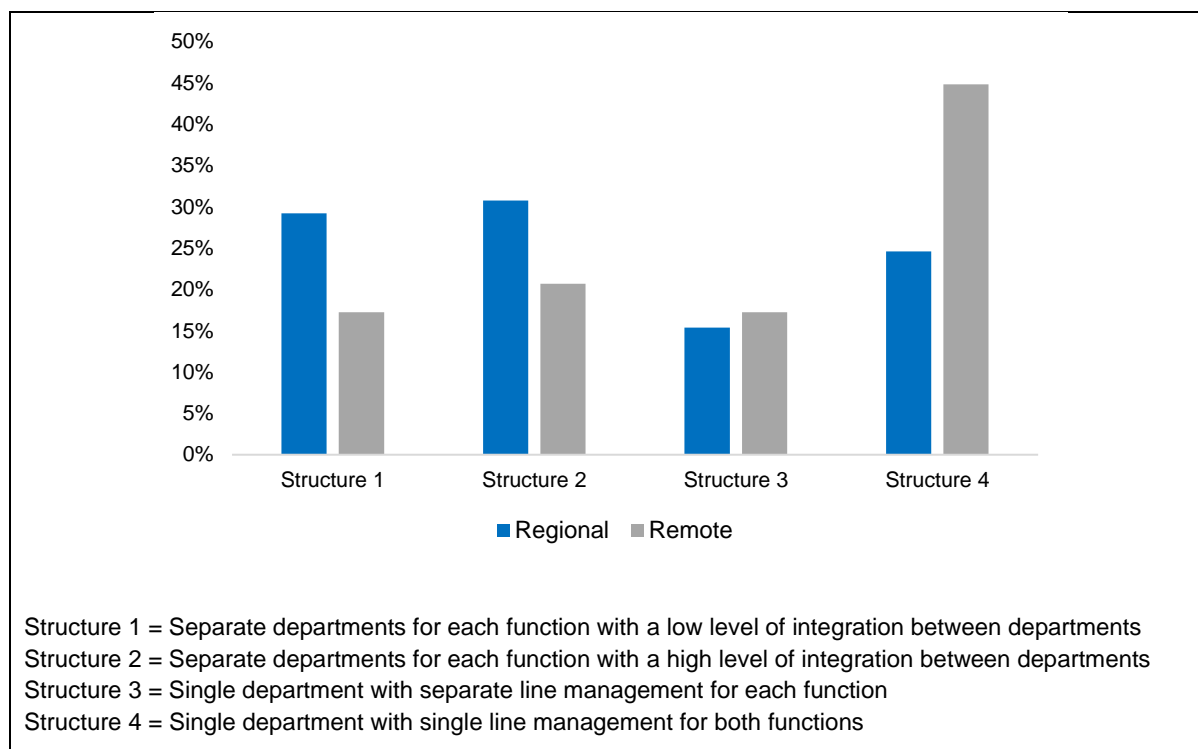 50%
45%
40%
35%
30%
25%
20%
15%
10%
5%
0%
Structure 1 Structure 2 Structure 3 Structure 4
Regional Remote
Structure 1 = Separate departments for each function with a low level of integration between departments
Structure 2 = Separate departments for each function with a high level of integration between departments
Structure 3 = Single department with separate line management for each function
Structure 4 = Single department with single line management for both functions